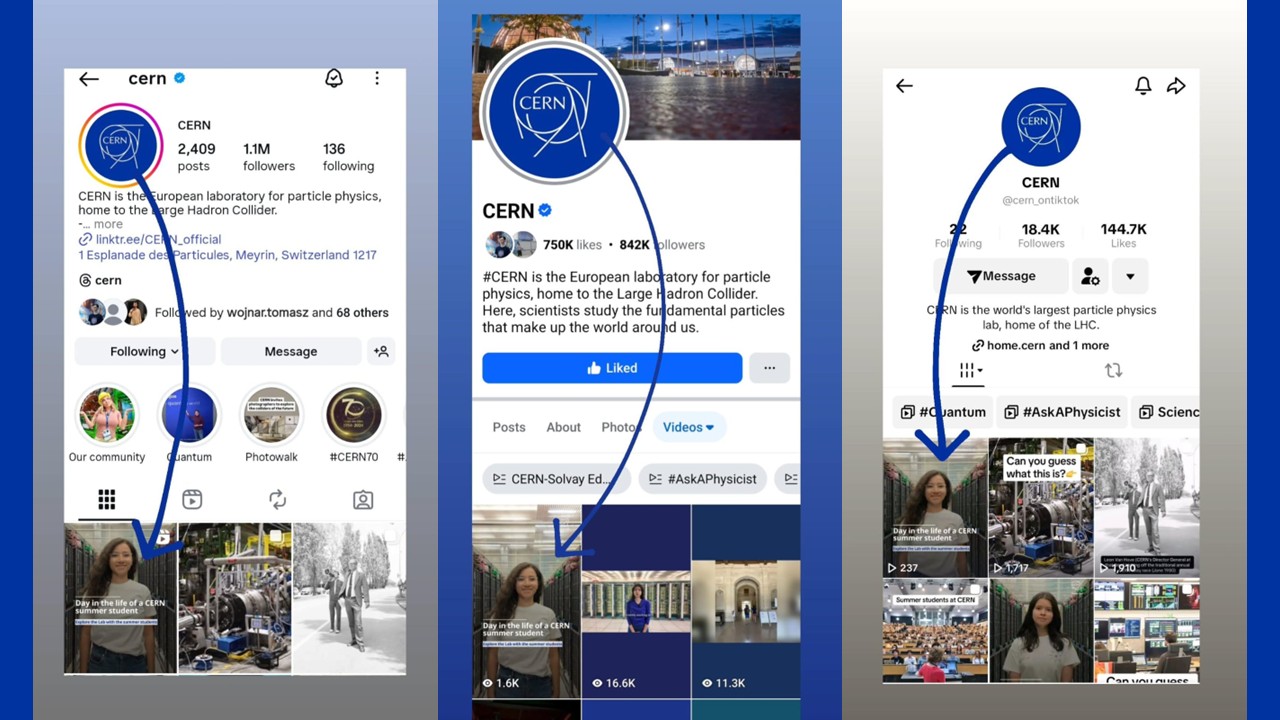 cern
CERN
CERN
2,409
1.1M
136
posts
followers
following
CERN is the European laboratory for particle physics,
home to the Large Hadron Collider.
-... more
linktr.ee/CERN_official
1 Esplanade des Particules, Meyrin, Switzerland 1217
cern
Followed by wojnar.tomasz and 68 others
Following
Message
Our community
Quantum
Photowalk
#CERN70
#.
70
Day in the life of a CERN
summer student
Explore the Lab with the summer students
CERN
CERN
750K likes • 842K followers
#CERN is the European laboratory for particle
physics, home to the Large Hadron Collider.
Here, scientists study the fundamental particles
that make up the world around us.
Liked
...
Posts
About
Photos
Videos
CERN-Solvay Ed...
#AskAPhysicist
Day in the life of a CERN
summer student
Explore the Lab with the summer students
1.6K
16.6K
11.3K
CERN
CERN
@cern_ontiktok
22
18.4K
144.7K
Following
Followers
Likes
Message
CERN is the world's largest particle physics
lab, home of the LHC.
home.cern and 1 more
#Quantum
#AskAPhysicist
Scienc
Day in the life of a CERN
summer student
Explore the Lab with the summer students
237
Can you guess
what this is?
1,717
1,910
Summer students at CERN
Can you guess